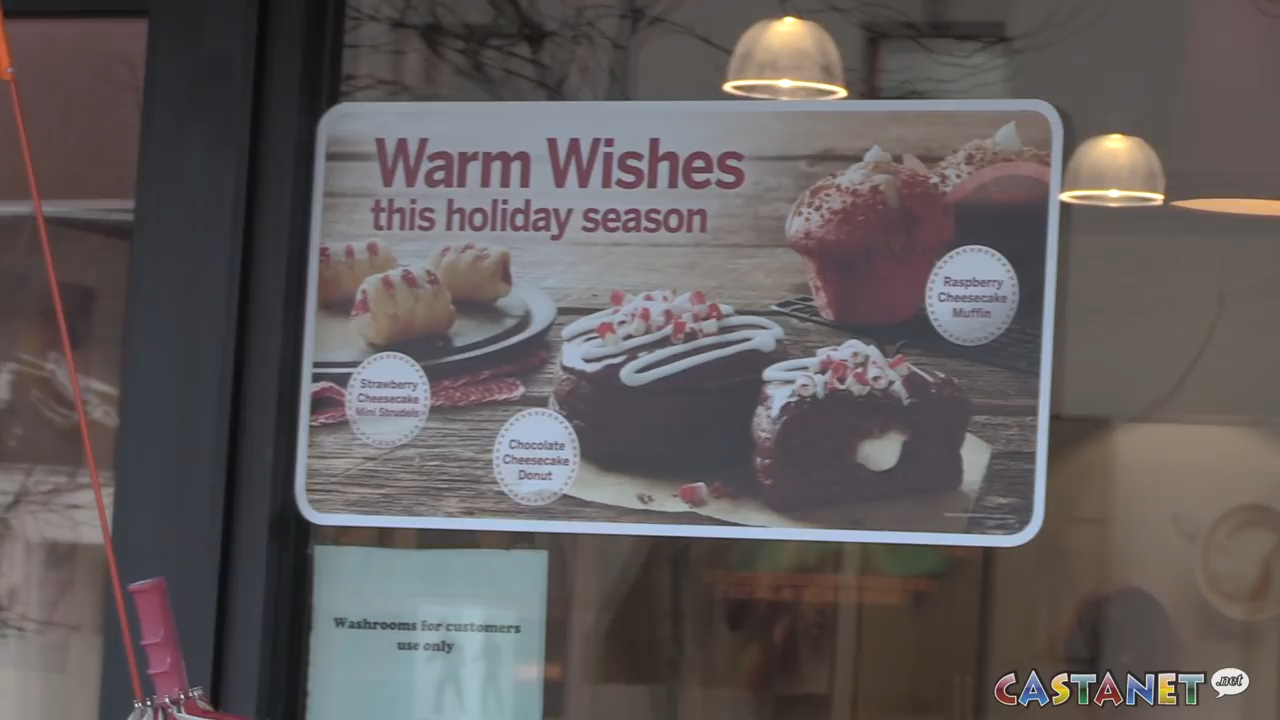 Warm Wishes
this holiday season
Raspberry
Cheesecake
Muffin
Strawberry
Cheesecake
Mini Strudels
Chocolate
Cheesecake
Donut
Washrooms for customers
use only
CASTANET .net